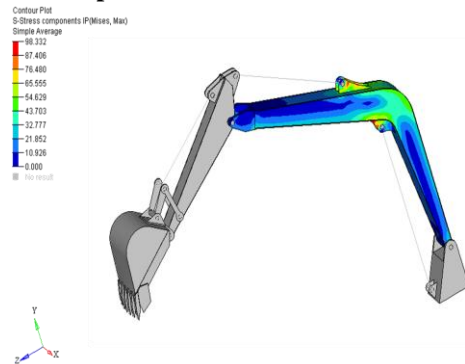 Contour Plot
S-Stress components IP(Mises, Max)
Simple Average
98.332
87.406
76.480
65.555
54.629
43.703
32.777
21.852
10.926
0.000
No result
Y
Z
X